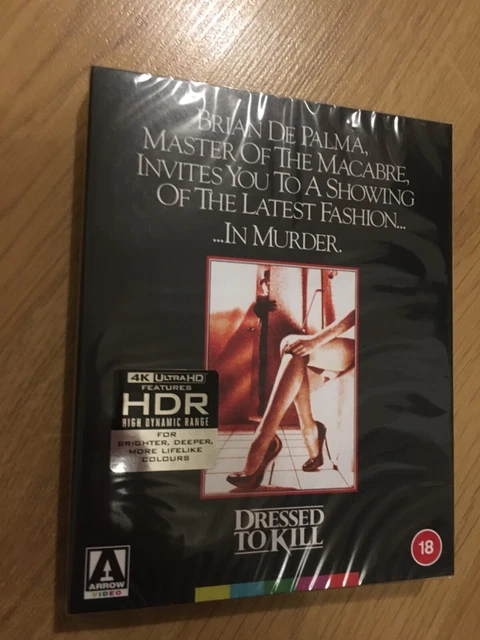 BRIAN DE PALMA,
MASTER OF THE MACABRE,
INVITES YOU TO A SHOWING
OF THE LATEST FASHION...
...IN MURDER.
4K ULTRA HD
FEATURES
HDR
HIGH DYNAMIC RANGE
FOR
BRIGHTER, DEEPER,
MORE LIFELIKE
COLOURS
DRESSED
TO KILL
18
ARROW
VIDEO